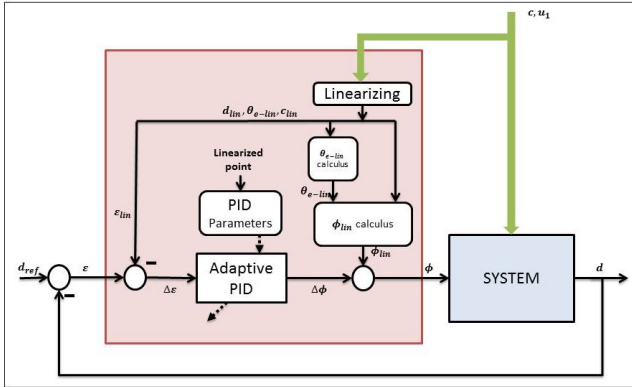 c, u₁
Linearizing
d_lin, θ_e−lin, c_lin
θ_e−lin
calculus
Linearized
point
θ_e−lin
ε_lin
PID
Parameters
ϕ_lin calculus
ϕ_lin
d_ref
ε
Δε
Adaptive
PID
Δϕ
ϕ
SYSTEM
d